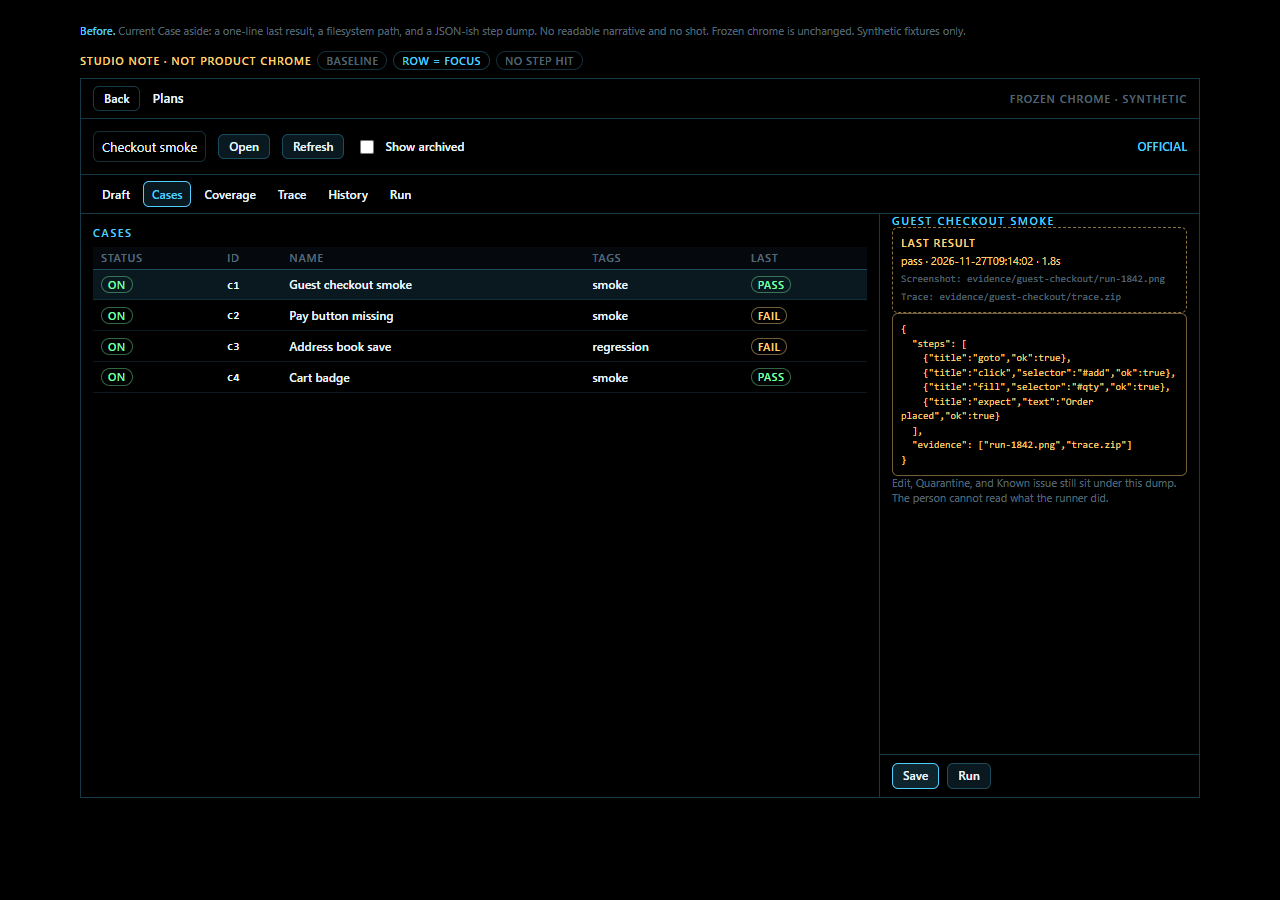 Before. Current Case aside: a one-line last result, a filesystem path, and a JSON-ish step dump. No readable narrative and no shot. Frozen chrome is unchanged. Synthetic fixtures only.
STUDIO NOTE · NOT PRODUCT CHROME BASELINE ROW = FOCUS NO STEP HIT
Back Plans FROZEN CHROME · SYNTHETIC
Checkout smoke Open Refresh Show archived OFFICIAL
Draft Cases Coverage Trace History Run
CASES
STATUS ID NAME TAGS LAST
ON c1 Guest checkout smoke smoke PASS
ON c2 Pay button missing smoke FAIL
ON c3 Address book save regression FAIL
ON c4 Cart badge smoke PASS
GUEST CHECKOUT SMOKE
LAST RESULT
pass · 2026-11-27T09:14:02 · 1.8s
Screenshot: evidence/guest-checkout/run-1842.png
Trace: evidence/guest-checkout/trace.zip
{
"steps": [
{"title":"goto","ok":true},
{"title":"click","selector":"#add","ok":true},
{"title":"fill","selector":"#qty","ok":true},
{"title":"expect","text":"Order
placed","ok":true}
],
"evidence": ["run-1842.png","trace.zip"]
}
Edit, Quarantine, and Known issue still sit under this dump.
The person cannot read what the runner did.
Save Run